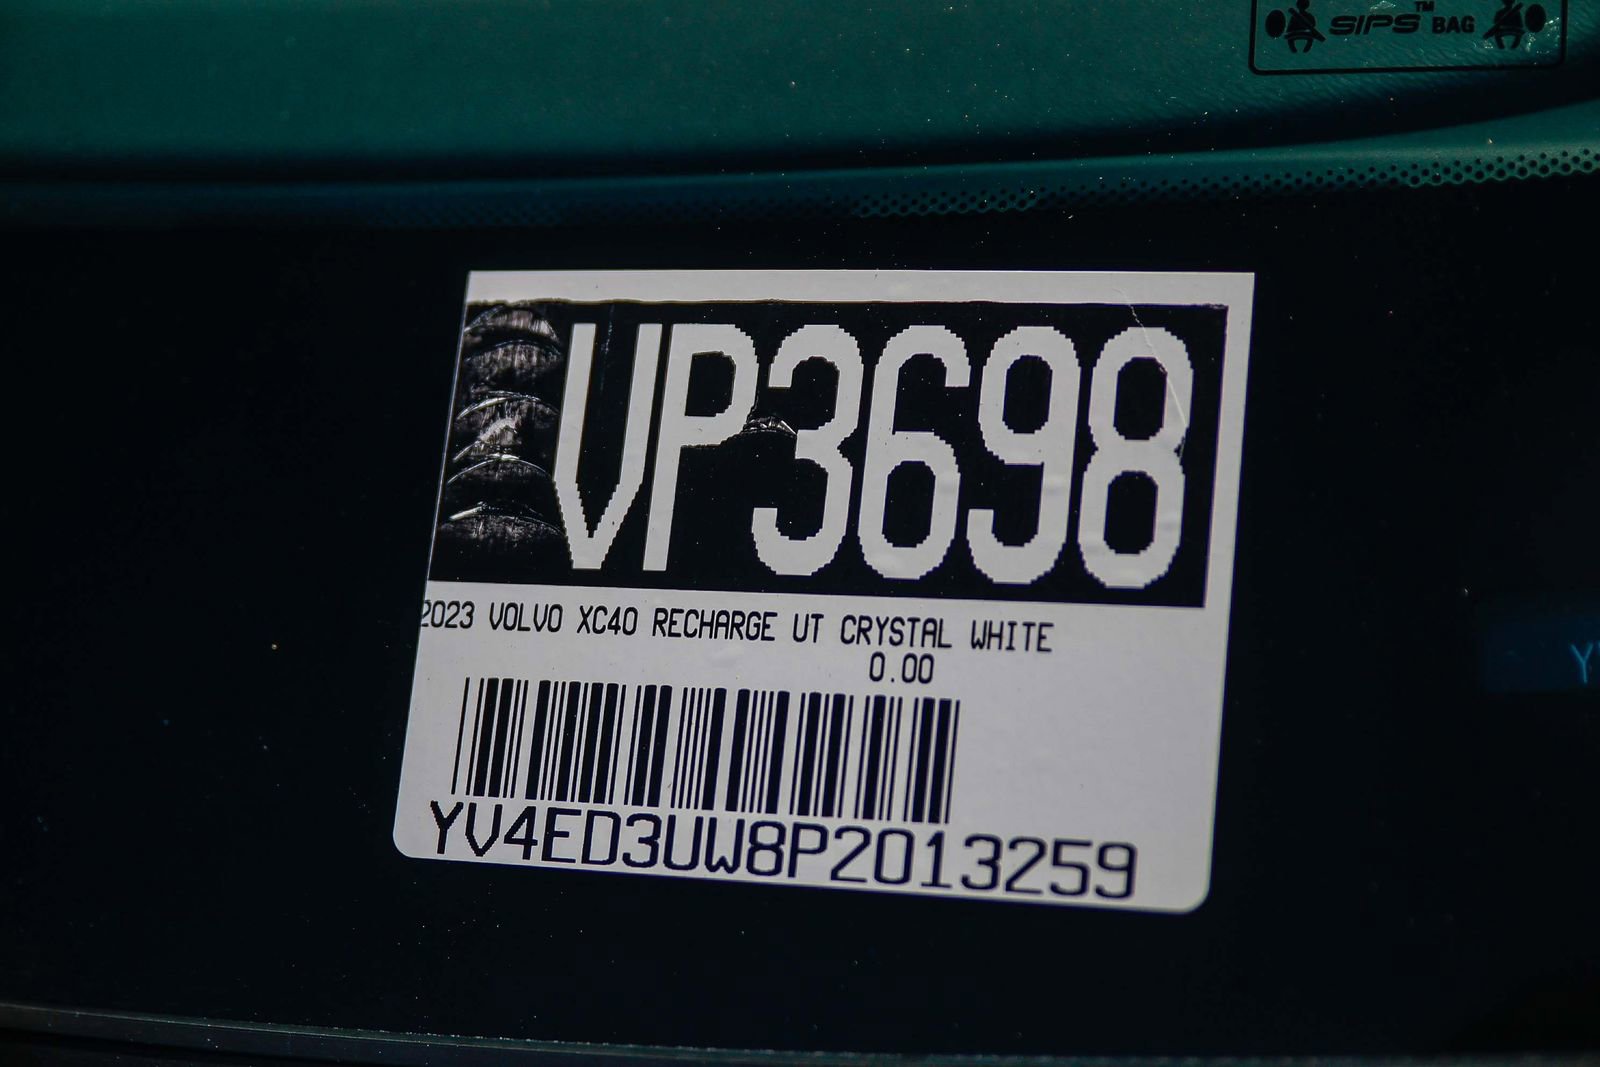 SIPS™ BAG
VP3698
2023 VOLVO XC40 RECHARGE UT CRYSTAL WHITE
0.00
YV4ED3UW8P2013259